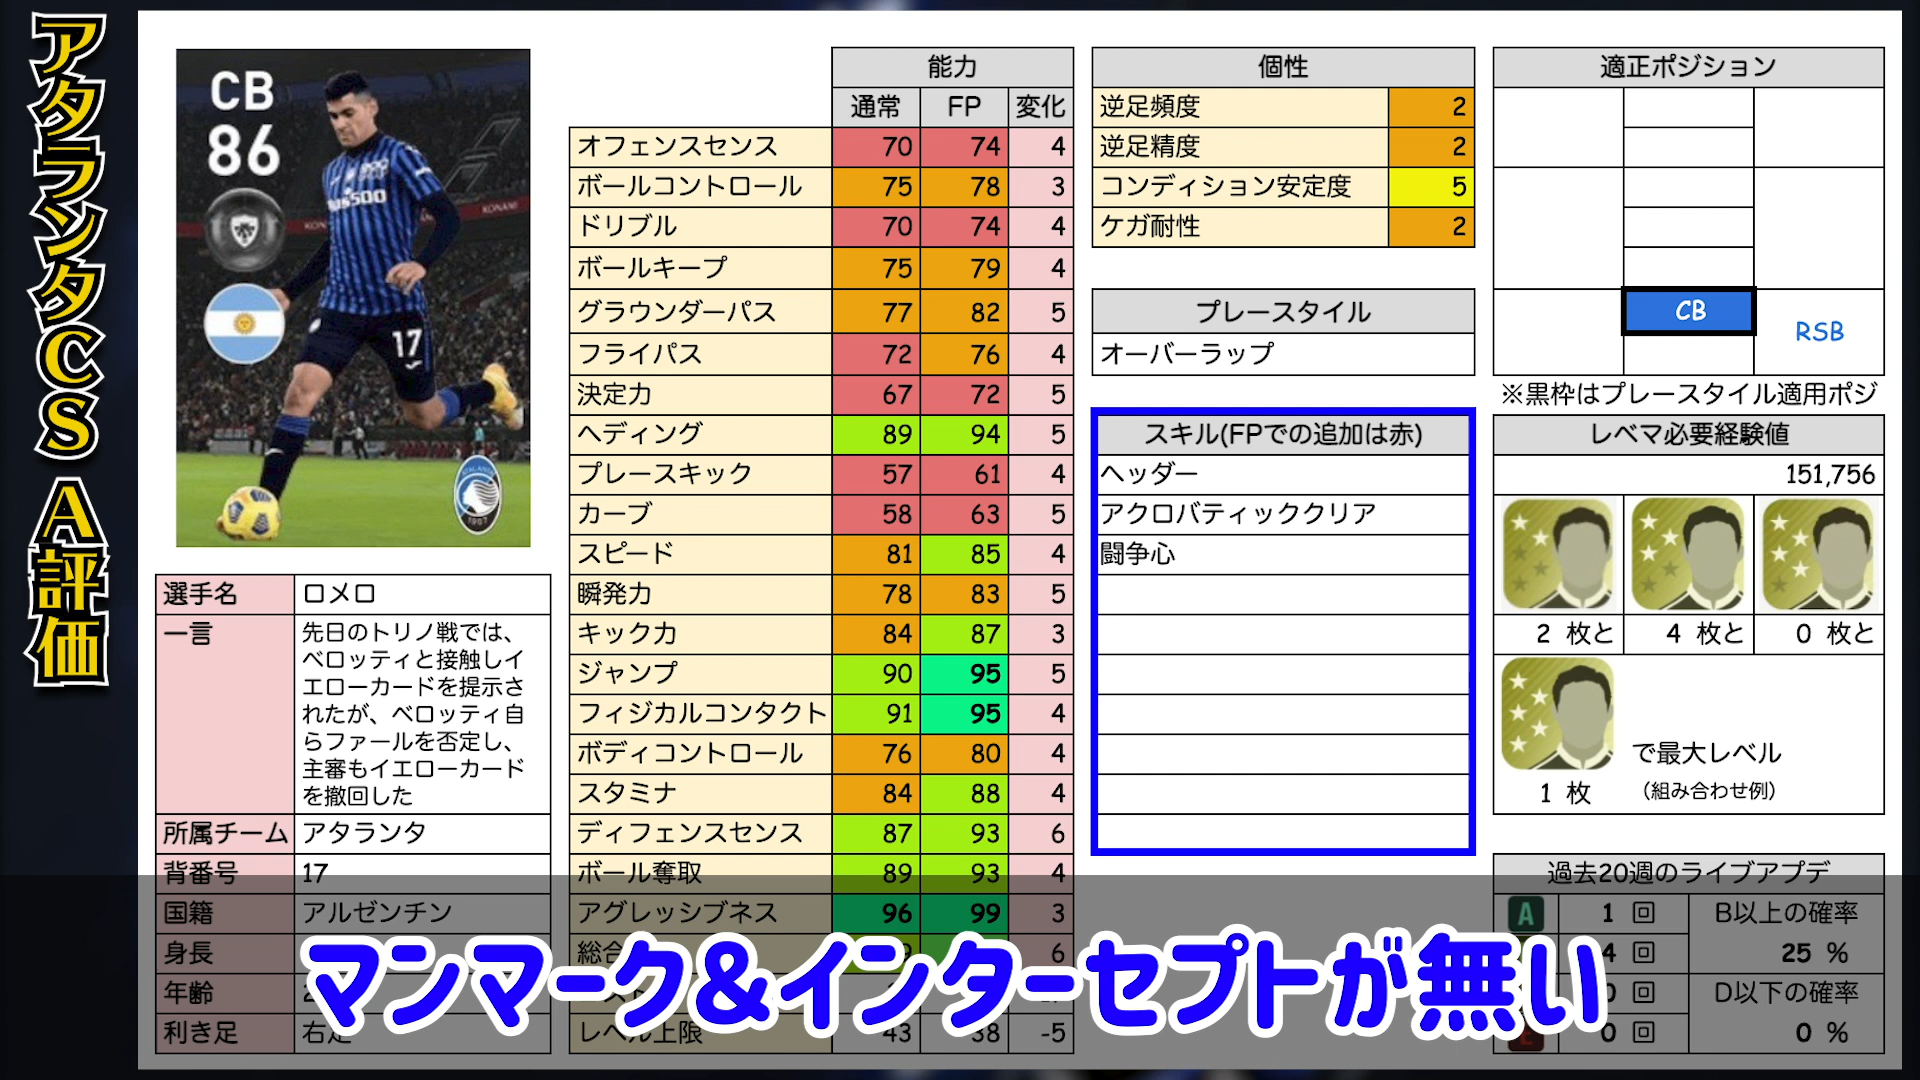 アタランタCS A評価
CB
86
17
KONAMI
選手名 ロメロ
一言 先日のトリノ戦では、
ベロッティと接触しイ
エローカードを提示さ
れたが、ベロッティ自
らファールを否定し、
主審もイエローカード
を撤回した
所属チーム アタランタ
背番号 17
国籍 アルゼンチン
身長
年齢
利き足 右足
能力
通常 FP 変化
オフェンスセンス 70 74 4
ボールコントロール 75 78 3
ドリブル 70 74 4
ボールキープ 75 79 4
グラウンダーパス 77 82 5
フライパス 72 76 4
決定力 67 72 5
ヘディング 89 94 5
プレースキック 57 61 4
カーブ 58 63 5
スピード 81 85 4
瞬発力 78 83 5
キック力 84 87 3
ジャンプ 90 95 5
フィジカルコンタクト 91 95 4
ボディコントロール 76 80 4
スタミナ 84 88 4
ディフェンスセンス 87 93 6
ボール奪取 89 93 4
アグレッシブネス 96 99 3
総合 6
レベル上限 43 38 -5
個性
逆足頻度 2
逆足精度 2
コンディション安定度 5
ケガ耐性 2
プレースタイル
オーバーラップ
スキル(FPでの追加は赤)
ヘッダー
アクロバティッククリア
闘争心
適正ポジション
CB
RSB
※黒枠はプレースタイル適用ポジ
レベマ必要経験値
151,756
2 枚と 4 枚と 0 枚と
で最大レベル
1 枚 (組み合わせ例)
過去20週のライブアプデ
A 1 回 B以上の確率
4 回 25 %
0 回 D以下の確率
0 回 0 %
マンマーク&インターセプトが無い